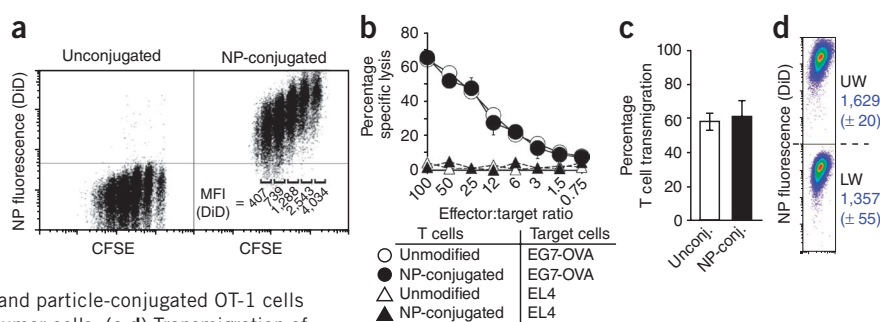 a
Unconjugated
NP-conjugated
NP fluorescence (DiD)
MFI
(DiD)
=
407
739
1,288
2,543
4,034
CFSE
CFSE
b
Percentage
specific lysis
80
60
40
20
0
100
50
25
12
6
3
1.5
0.75
Effector:target ratio
T cells Target cells
Unmodified EG7-OVA
NP-conjugated EG7-OVA
Unmodified EL4
NP-conjugated EL4
c
Percentage
T cell transmigration
100
80
60
40
20
0
Unconj.
NP-conj.
d
NP fluorescence (DiD)
UW
1,629
(± 20)
LW
1,357
(± 55)
and particle-conjugated OT-1 cells